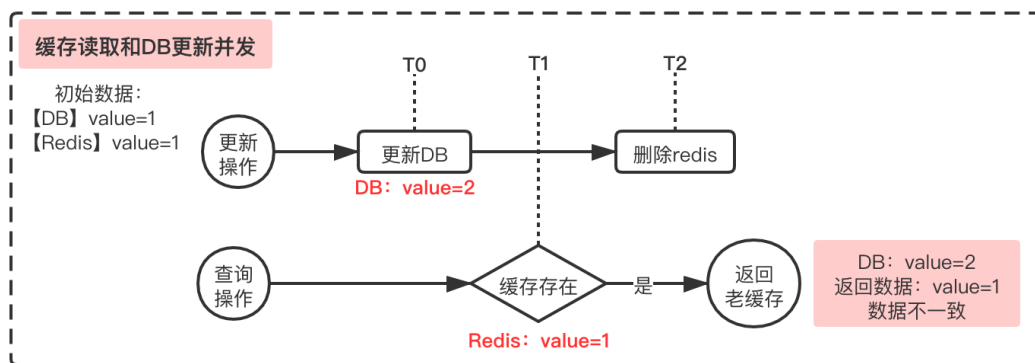 缓存读取和DB更新并发
初始数据：
【DB】value=1
【Redis】value=1
T0
T1
T2
更新
操作
更新DB
删除redis
DB：value=2
查询
操作
缓存存在
是
返回
老缓存
Redis：value=1
DB：value=2
返回数据：value=1
数据不一致